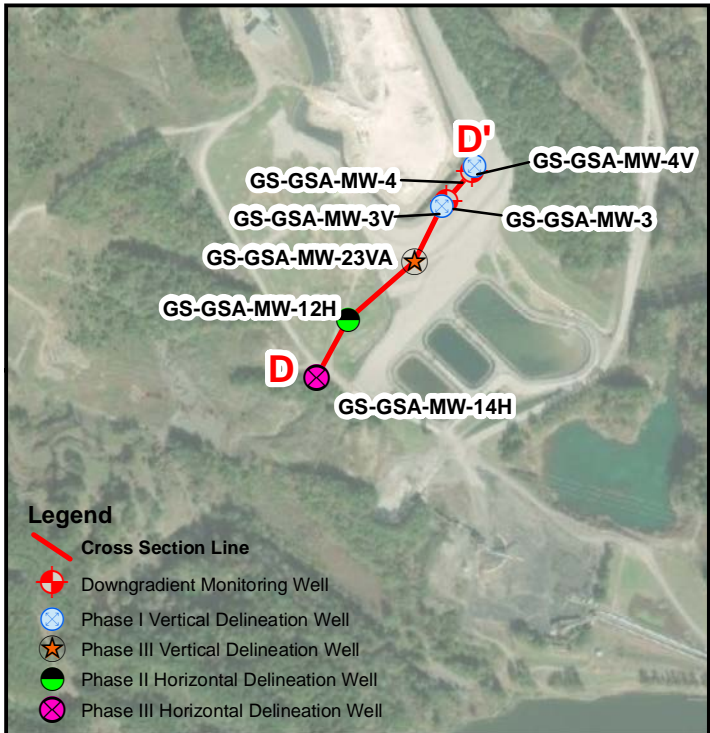 D'
GS-GSA-MW-4V
GS-GSA-MW-4
GS-GSA-MW-3V
GS-GSA-MW-3
GS-GSA-MW-23VA
GS-GSA-MW-12H
D
GS-GSA-MW-14H
Legend
Cross Section Line
Downgradient Monitoring Well
Phase I Vertical Delineation Well
Phase III Vertical Delineation Well
Phase II Horizontal Delineation Well
Phase III Horizontal Delineation Well